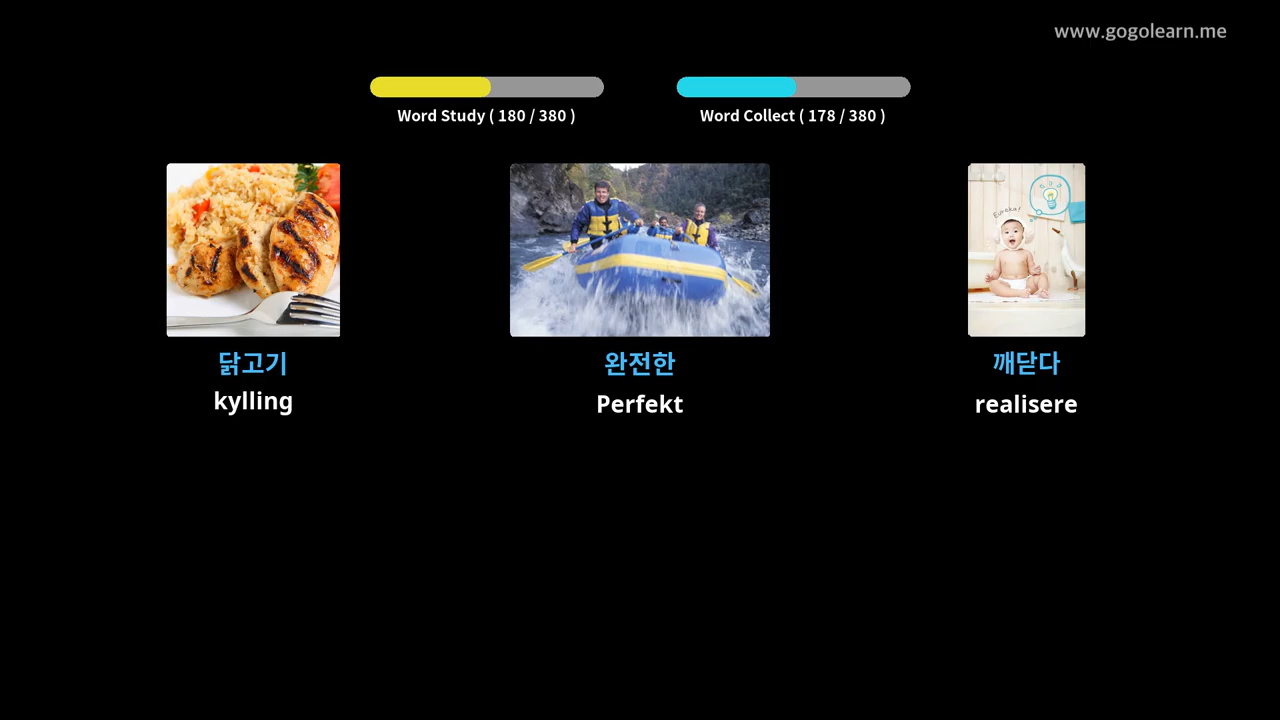 www.gogolearn.me
Word Study ( 180 / 380 )
Word Collect ( 178 / 380 )
Eureka!
닭고기
kylling
완전한
Perfekt
깨닫다
realisere